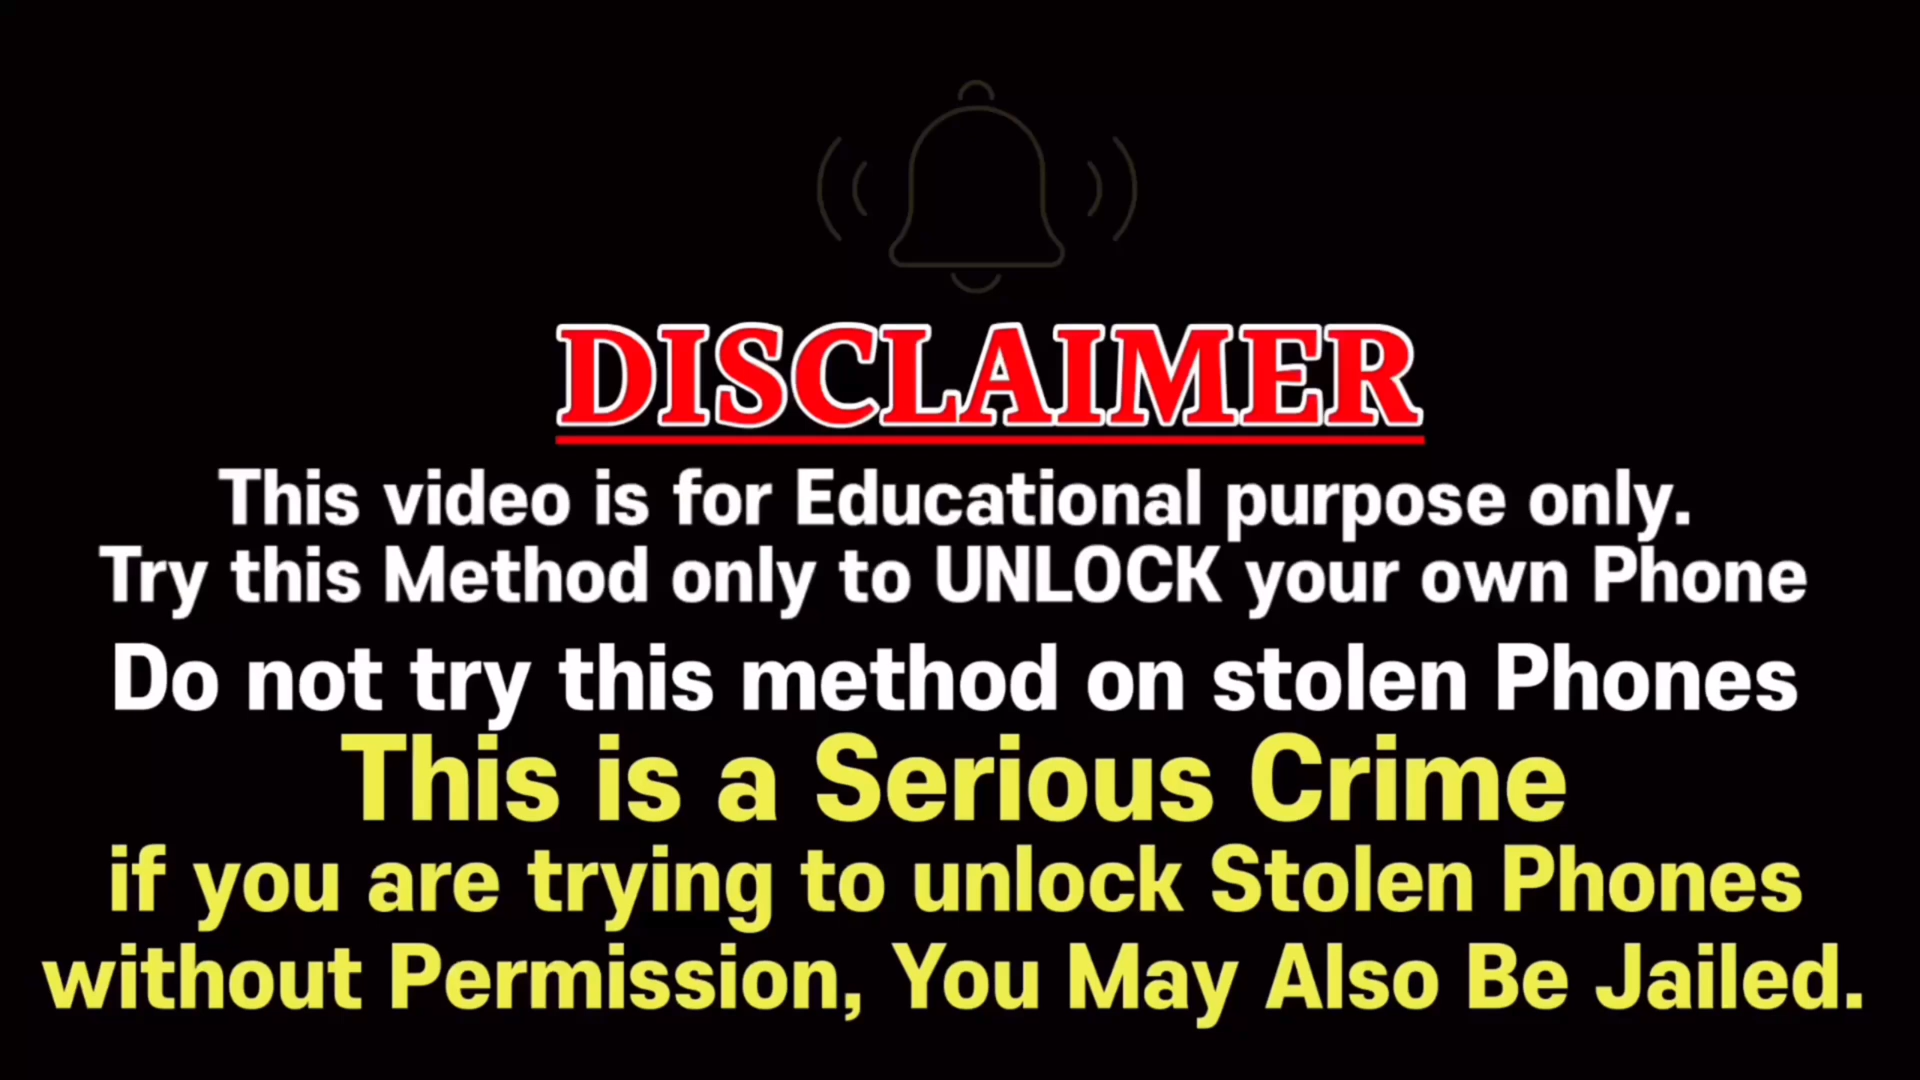 DISCLAIMER
This video is for Educational purpose only.
Try this Method only to UNLOCK your own Phone
Do not try this method on stolen Phones
This is a Serious Crime
if you are trying to unlock Stolen Phones
without Permission, You May Also Be Jailed.